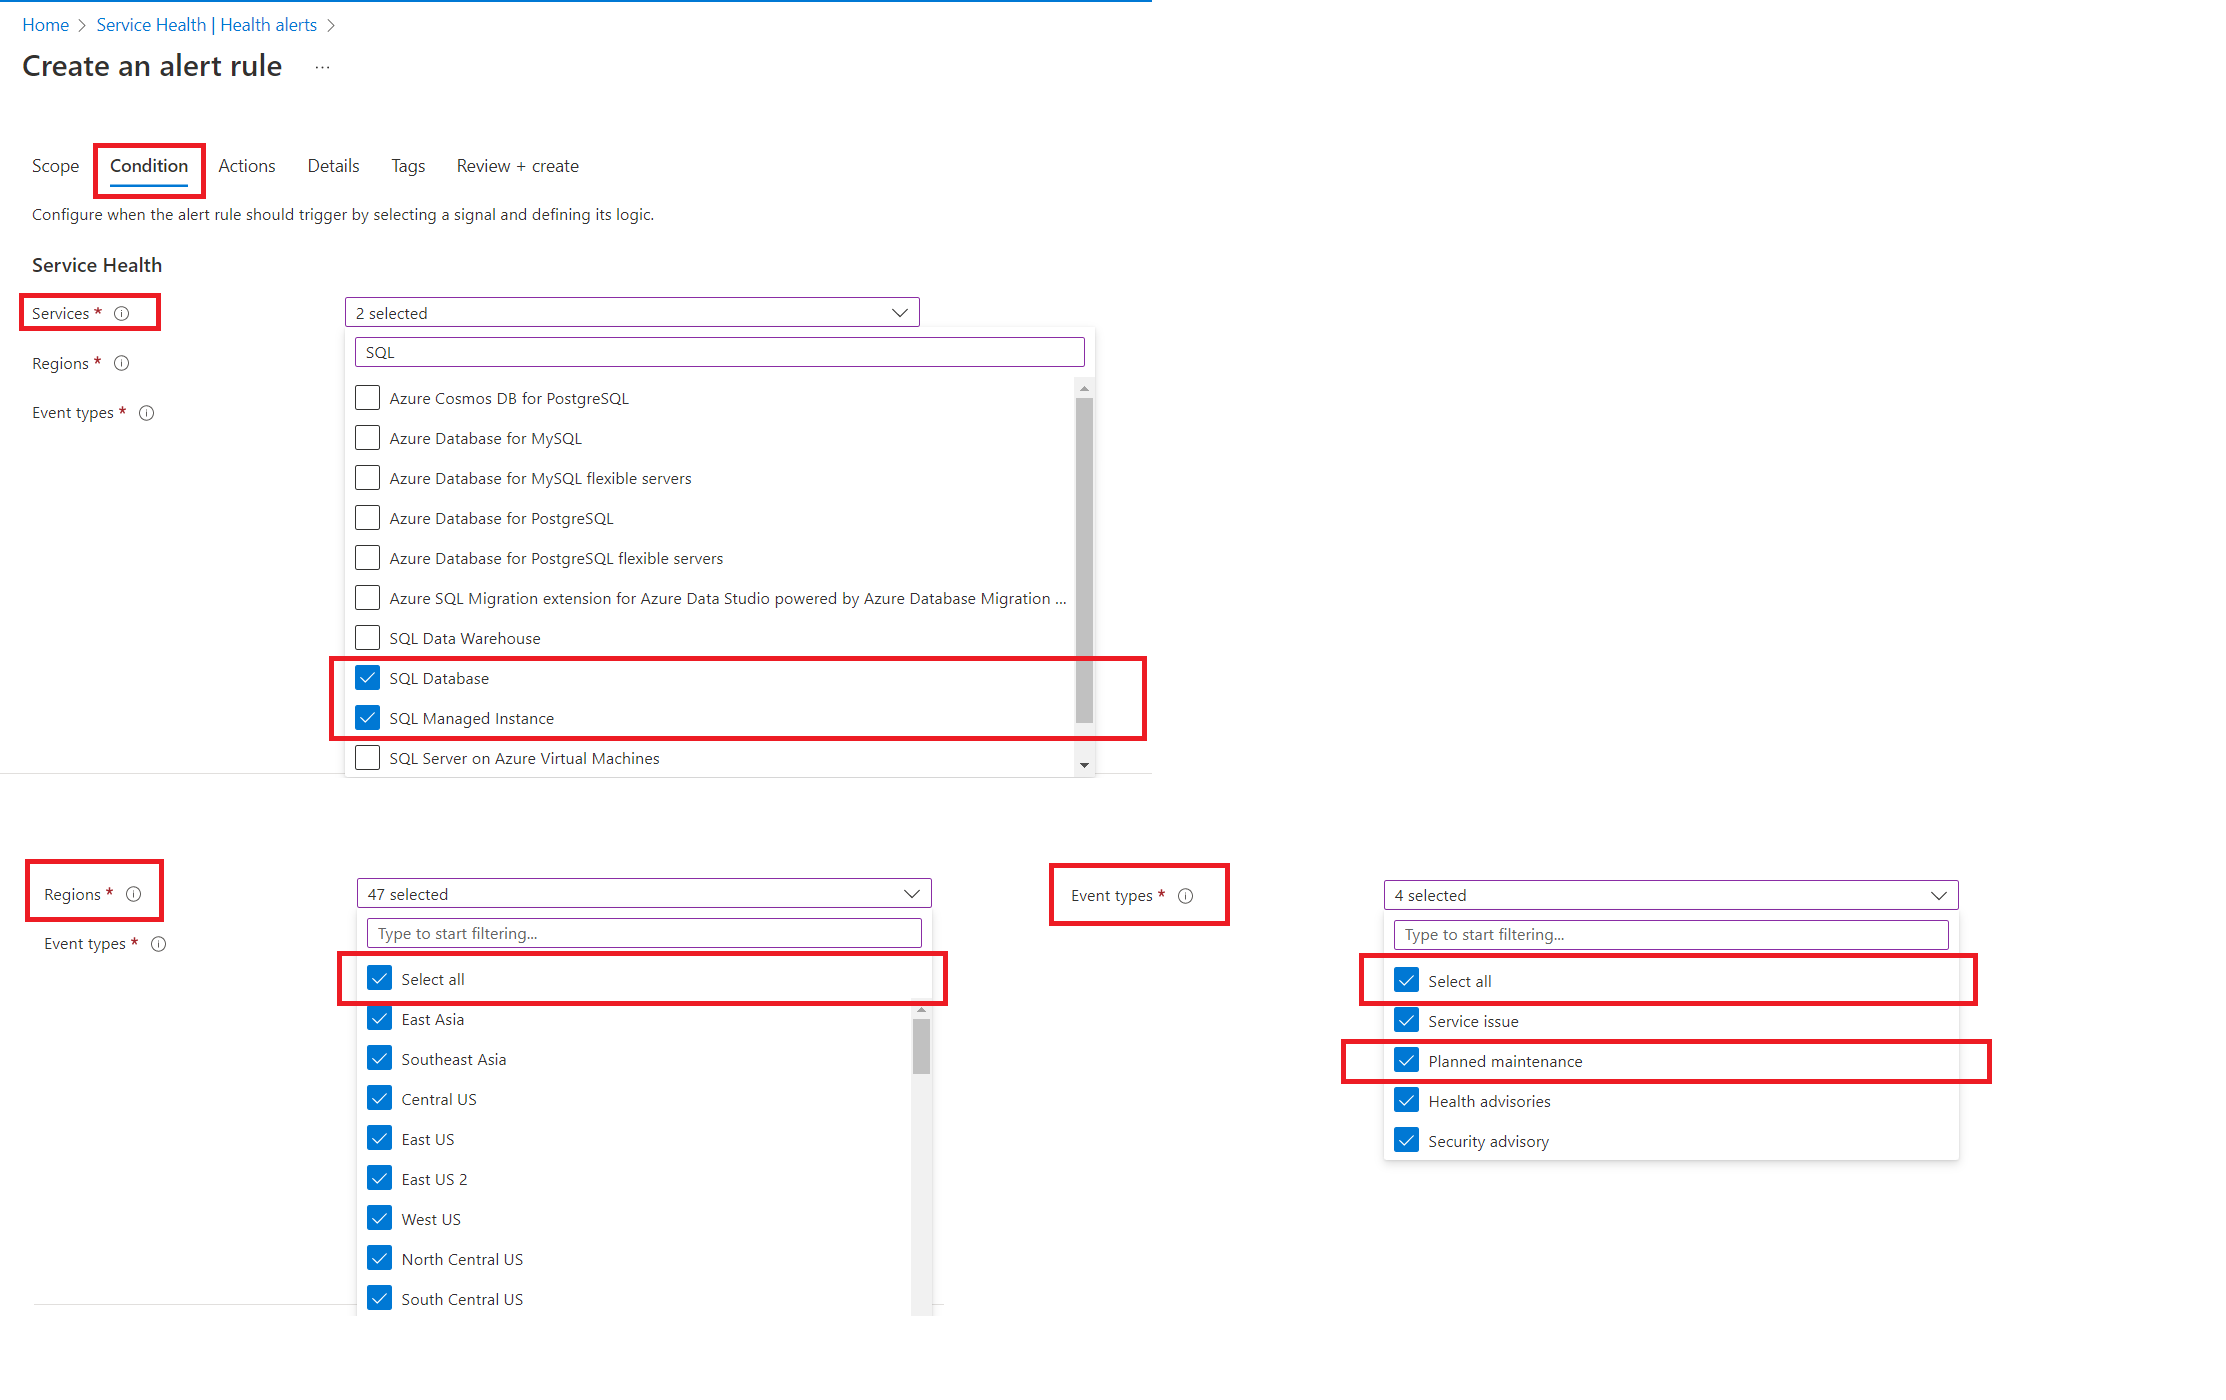 Home > Service Health | Health alerts >
Create an alert rule ...
Scope Condition Actions Details Tags Review + create
Configure when the alert rule should trigger by selecting a signal and defining its logic.
Service Health
Services * 2 selected
SQL
Regions *
Event types *
Azure Cosmos DB for PostgreSQL
Azure Database for MySQL
Azure Database for MySQL flexible servers
Azure Database for PostgreSQL
Azure Database for PostgreSQL flexible servers
Azure SQL Migration extension for Azure Data Studio powered by Azure Database Migration ...
SQL Data Warehouse
SQL Database
SQL Managed Instance
SQL Server on Azure Virtual Machines
Regions * 47 selected
Type to start filtering...
Event types *
Select all
East Asia
Southeast Asia
Central US
East US
East US 2
West US
North Central US
South Central US
Event types * 4 selected
Type to start filtering...
Select all
Service issue
Planned maintenance
Health advisories
Security advisory